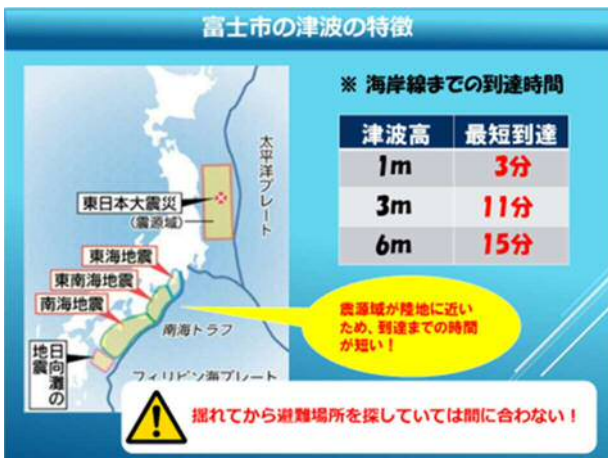 富士市の津波の特徴
※ 海岸線までの到達時間
津波高 最短到達
1m 3分
3m 11分
6m 15分
太平洋プレート
東日本大震災
(震源域)
東海地震
東南海地震
南海地震
日向灘の
地震
南海トラフ
フィリピン海プレート
震源域が陸地に近い
ため、到達までの時間
が短い！
揺れてから避難場所を探していては間に合わない！